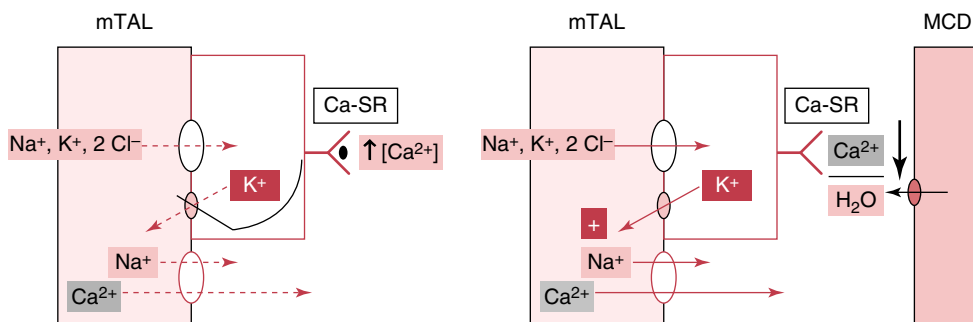 mTAL
Ca-SR
Na⁺, K⁺, 2 Cl⁻
↑ [Ca²⁺]
K⁺
Na⁺
Ca²⁺
mTAL
MCD
Ca-SR
Na⁺, K⁺, 2 Cl⁻
Ca²⁺
K⁺
H₂O
+
Na⁺
Ca²⁺